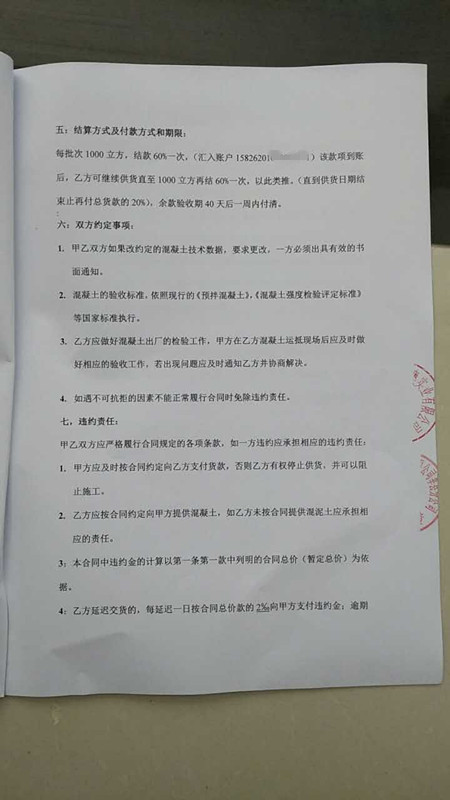 五：结算方式及付款方式和期限：
每批次 1000 立方，结款 60%一次，（汇入账户 15826201 ）该款项到账
后，乙方可继续供货直至 1000 立方再结 60%一次，以此类推。（直到供货日期结
束止再付总货款的 20%），余款验收期 40 天后一周内付清。
六：双方约定事项：
1. 甲乙双方如果改约定的混凝土技术数据，要求更改，一方必须出具有效的书
面通知。
2. 混凝土的验收标准，依照现行的《预拌混凝土》，《混凝土强度检验评定标准》
等国家标准执行。
3. 乙方应做好混凝土出厂的检验工作，甲方在乙方混凝土运抵现场后应及时做
好相应的验收工作，若出现问题应及时通知乙方并协商解决。
4. 如遇不可抗拒的因素不能正常履行合同时免除违约责任。
七，违约责任：
甲乙双方应严格履行合同规定的各项条款，如一方违约应承担相应的违约责任：
1. 甲方应及时按合同约定向乙方支付货款，否则乙方有权停止供货，并可以阻
止施工。
2. 乙方应按合同约定向甲方提供混凝土，如乙方未按合同提供混泥土应承担相
应的责任。
3：本合同中违约金的计算以第一条第一款中列明的合同总价（暂定总价）为依
据。
4：乙方延迟交货的，每延迟一日按合同总价款的 2‰向甲方支付违约金；逾期